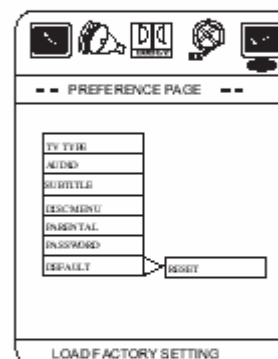 -- PREFERENCE PAGE --
TV TYPE
AUDIO
SUBTITLE
DISC MENU
PARENTAL
PASSWORD
DEFAULT
RESET
LOAD FACTORY SETTING